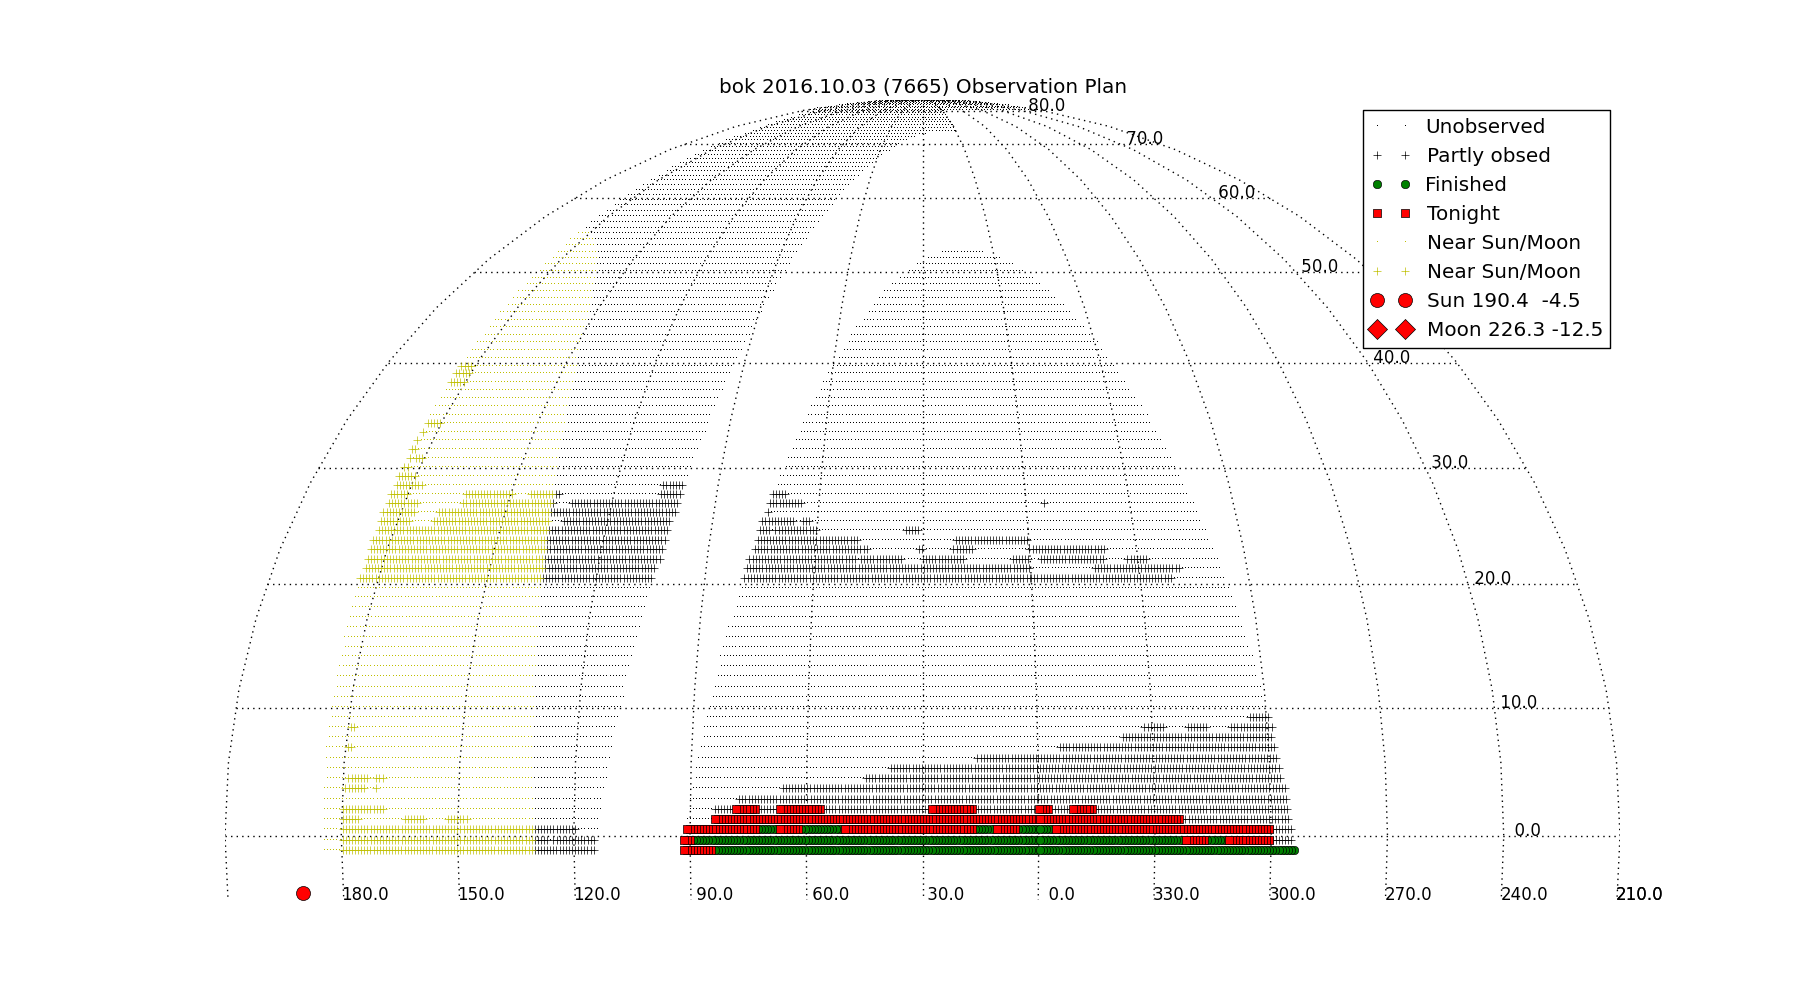 bok 2016.10.03 (7665) Observation Plan
80.0
70.0
60.0
50.0
40.0
30.0
20.0
10.0
0.0
Unobserved
Partly obsed
Finished
Tonight
Near Sun/Moon
Near Sun/Moon
Sun 190.4 -4.5
Moon 226.3 -12.5
180.0 150.0 120.0 90.0 60.0 30.0 0.0 330.0 300.0 270.0 240.0 210.0